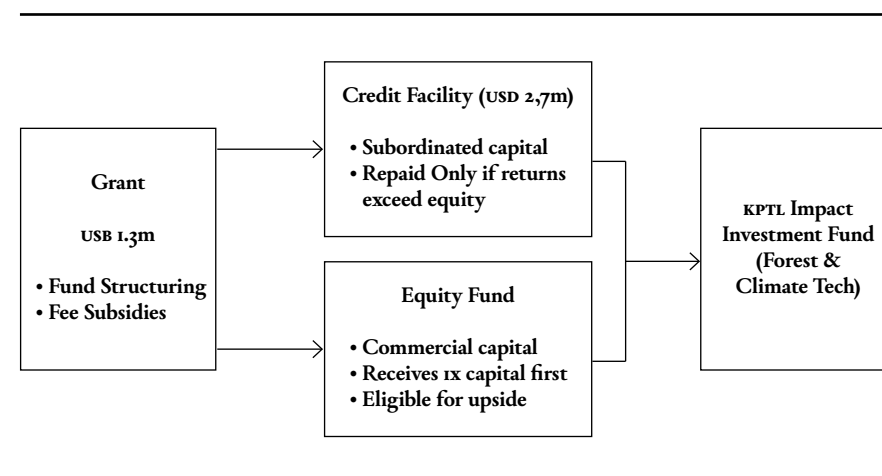 Grant
USB 1.3m
• Fund Structuring
• Fee Subsidies
Credit Facility (USD 2,7m)
• Subordinated capital
• Repaid Only if returns
exceed equity
Equity Fund
• Commercial capital
• Receives 1x capital first
• Eligible for upside
KPTL Impact
Investment Fund
(Forest &
Climate Tech)